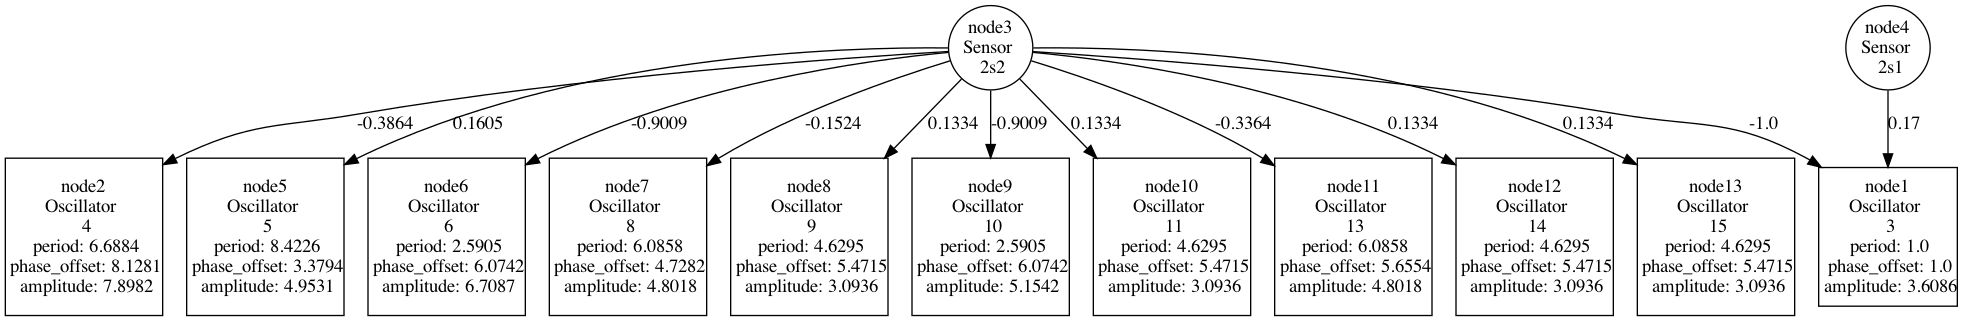 node3
Sensor
2s2
node4
Sensor
2s1
-0.3864
0.1605
-0.9009
-0.1524
0.1334
-0.9009
0.1334
-0.3364
0.1334
0.1334
-1.0
0.17
node2
Oscillator
4
period: 6.6884
phase_offset: 8.1281
amplitude: 7.8982
node5
Oscillator
5
period: 8.4226
phase_offset: 3.3794
amplitude: 4.9531
node6
Oscillator
6
period: 2.5905
phase_offset: 6.0742
amplitude: 6.7087
node7
Oscillator
8
period: 6.0858
phase_offset: 4.7282
amplitude: 4.8018
node8
Oscillator
9
period: 4.6295
phase_offset: 5.4715
amplitude: 3.0936
node9
Oscillator
10
period: 2.5905
phase_offset: 6.0742
amplitude: 5.1542
node10
Oscillator
11
period: 4.6295
phase_offset: 5.4715
amplitude: 3.0936
node11
Oscillator
13
period: 6.0858
phase_offset: 5.6554
amplitude: 4.8018
node12
Oscillator
14
period: 4.6295
phase_offset: 5.4715
amplitude: 3.0936
node13
Oscillator
15
period: 4.6295
phase_offset: 5.4715
amplitude: 3.0936
node1
Oscillator
3
period: 1.0
phase_offset: 1.0
amplitude: 3.6086